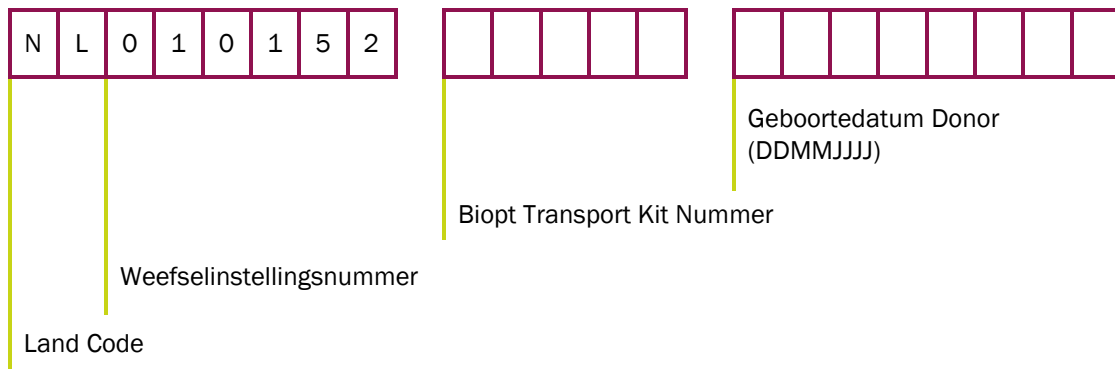 N L 0 1 0 1 5 2
Geboortedatum Donor
(DDMMJJJJ)
Biopt Transport Kit Nummer
Weefselinstellingsnummer
Land Code